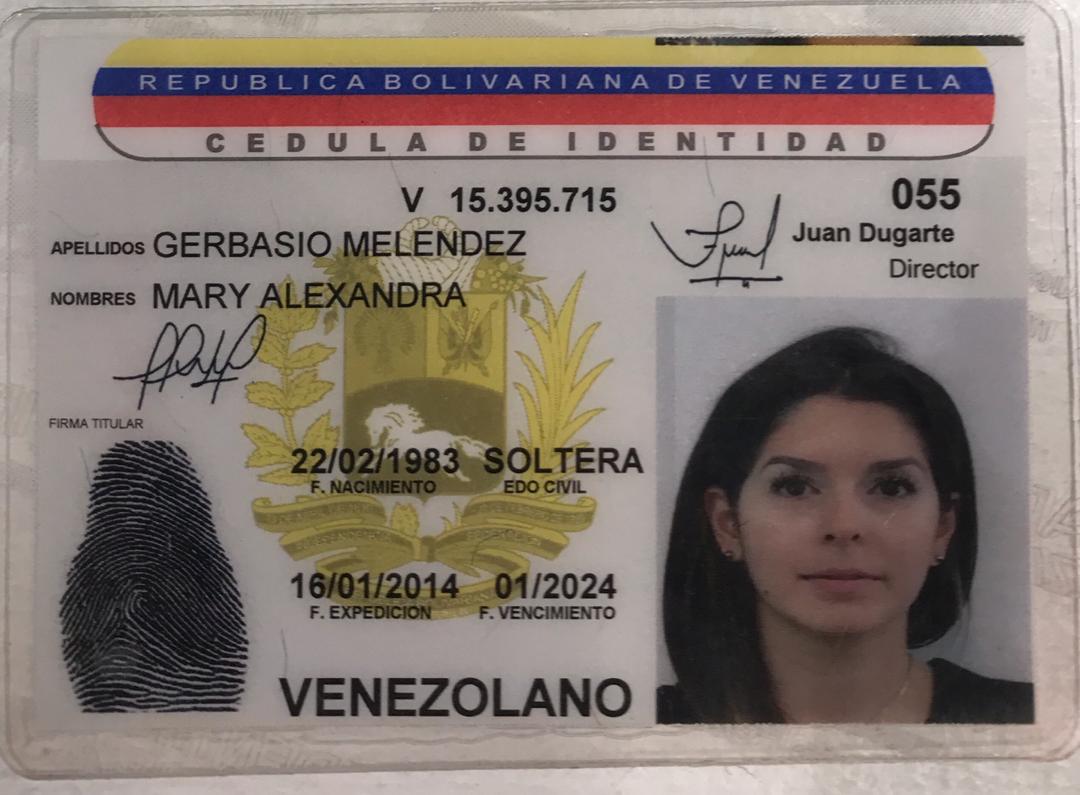 REPUBLICA BOLIVARIANA DE VENEZUELA
CEDULA DE IDENTIDAD
V 15.395.715
055
APELLIDOS GERBASIO MELENDEZ
Juan Dugarte
Director
NOMBRES MARY ALEXANDRA
FIRMA TITULAR
22/02/1983 SOLTERA
F. NACIMIENTO EDO CIVIL
16/01/2014 01/2024
F. EXPEDICION F. VENCIMIENTO
VENEZOLANO